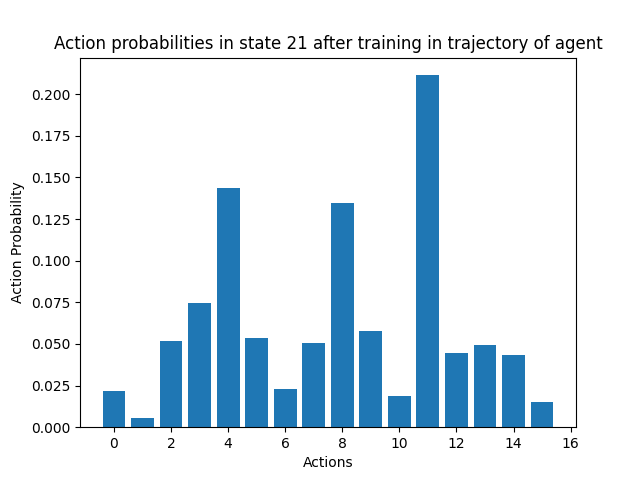 Action probabilities in state 21 after training in trajectory of agent
0.200
0.175
0.150
0.125
0.100
0.075
0.050
0.025
0.000
Action Probability
0 2 4 6 8 10 12 14 16
Actions